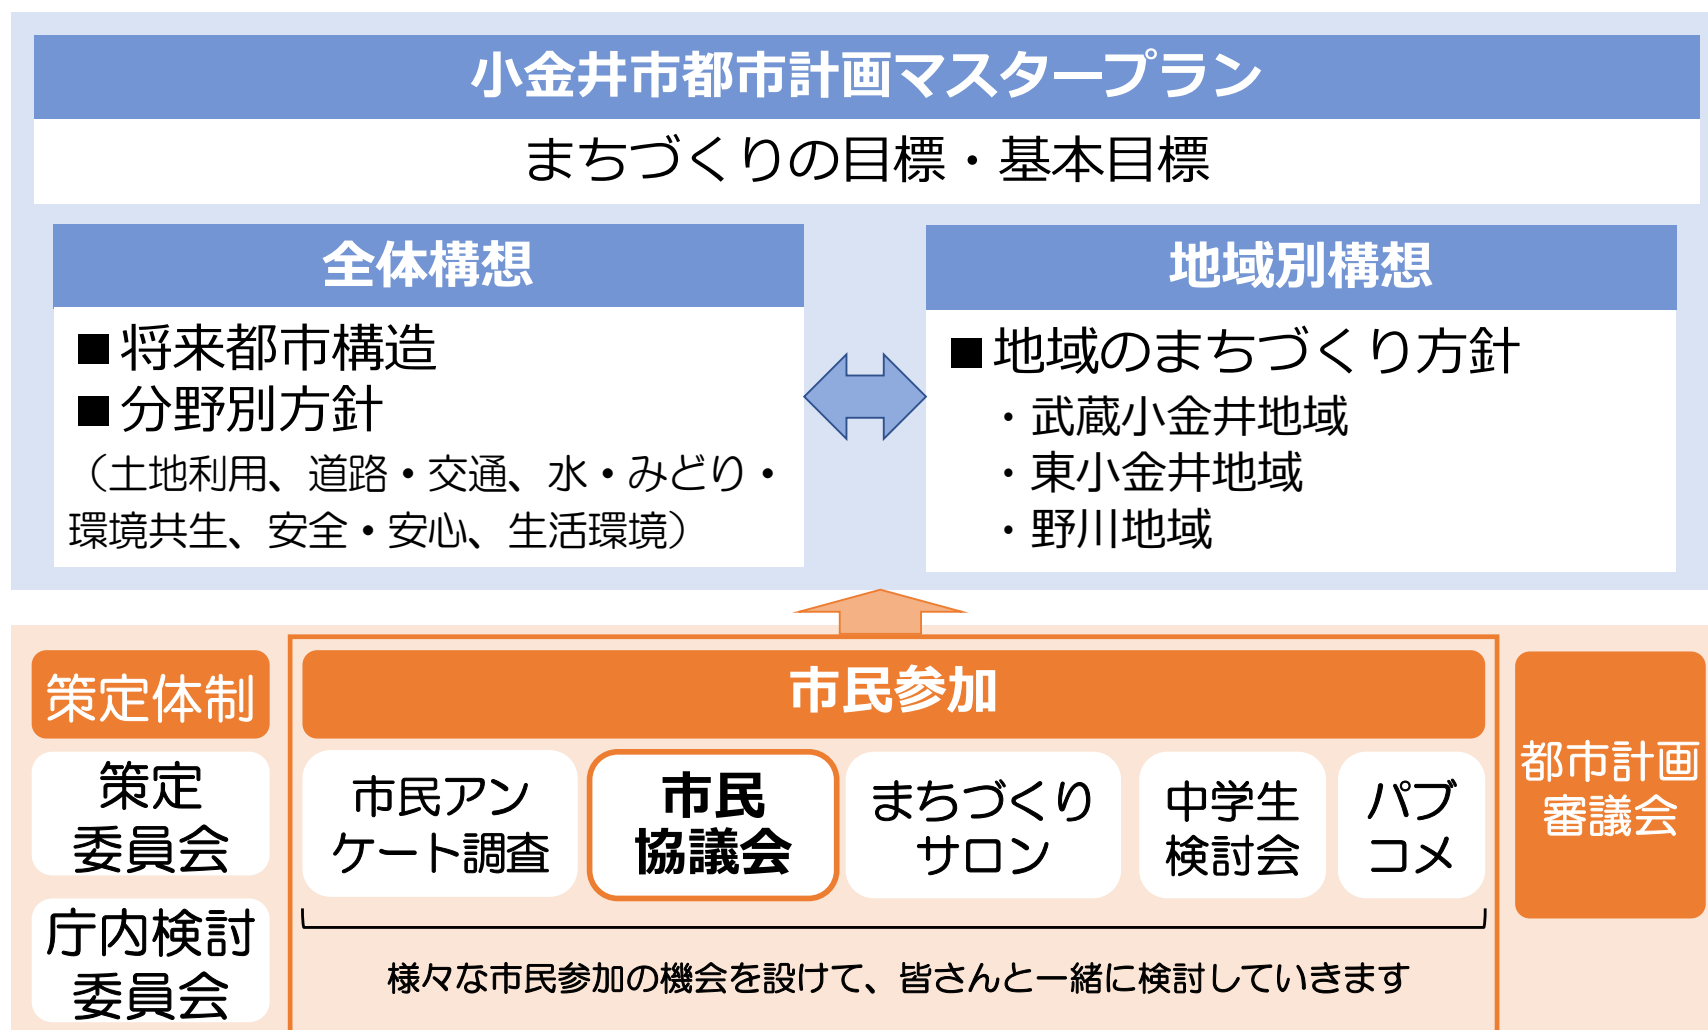 小金井市都市計画マスタープラン
まちづくりの目標・基本目標
全体構想
■将来都市構造
■分野別方針
（土地利用、道路・交通、水・みどり・
環境共生、安全・安心、生活環境）
地域別構想
■地域のまちづくり方針
・武蔵小金井地域
・東小金井地域
・野川地域
策定体制
策定
委員会
庁内検討
委員会
市民参加
市民アン
ケート調査
市民
協議会
まちづくり
サロン
中学生
検討会
パブ
コメ
様々な市民参加の機会を設けて、皆さんと一緒に検討していきます
都市計画
審議会